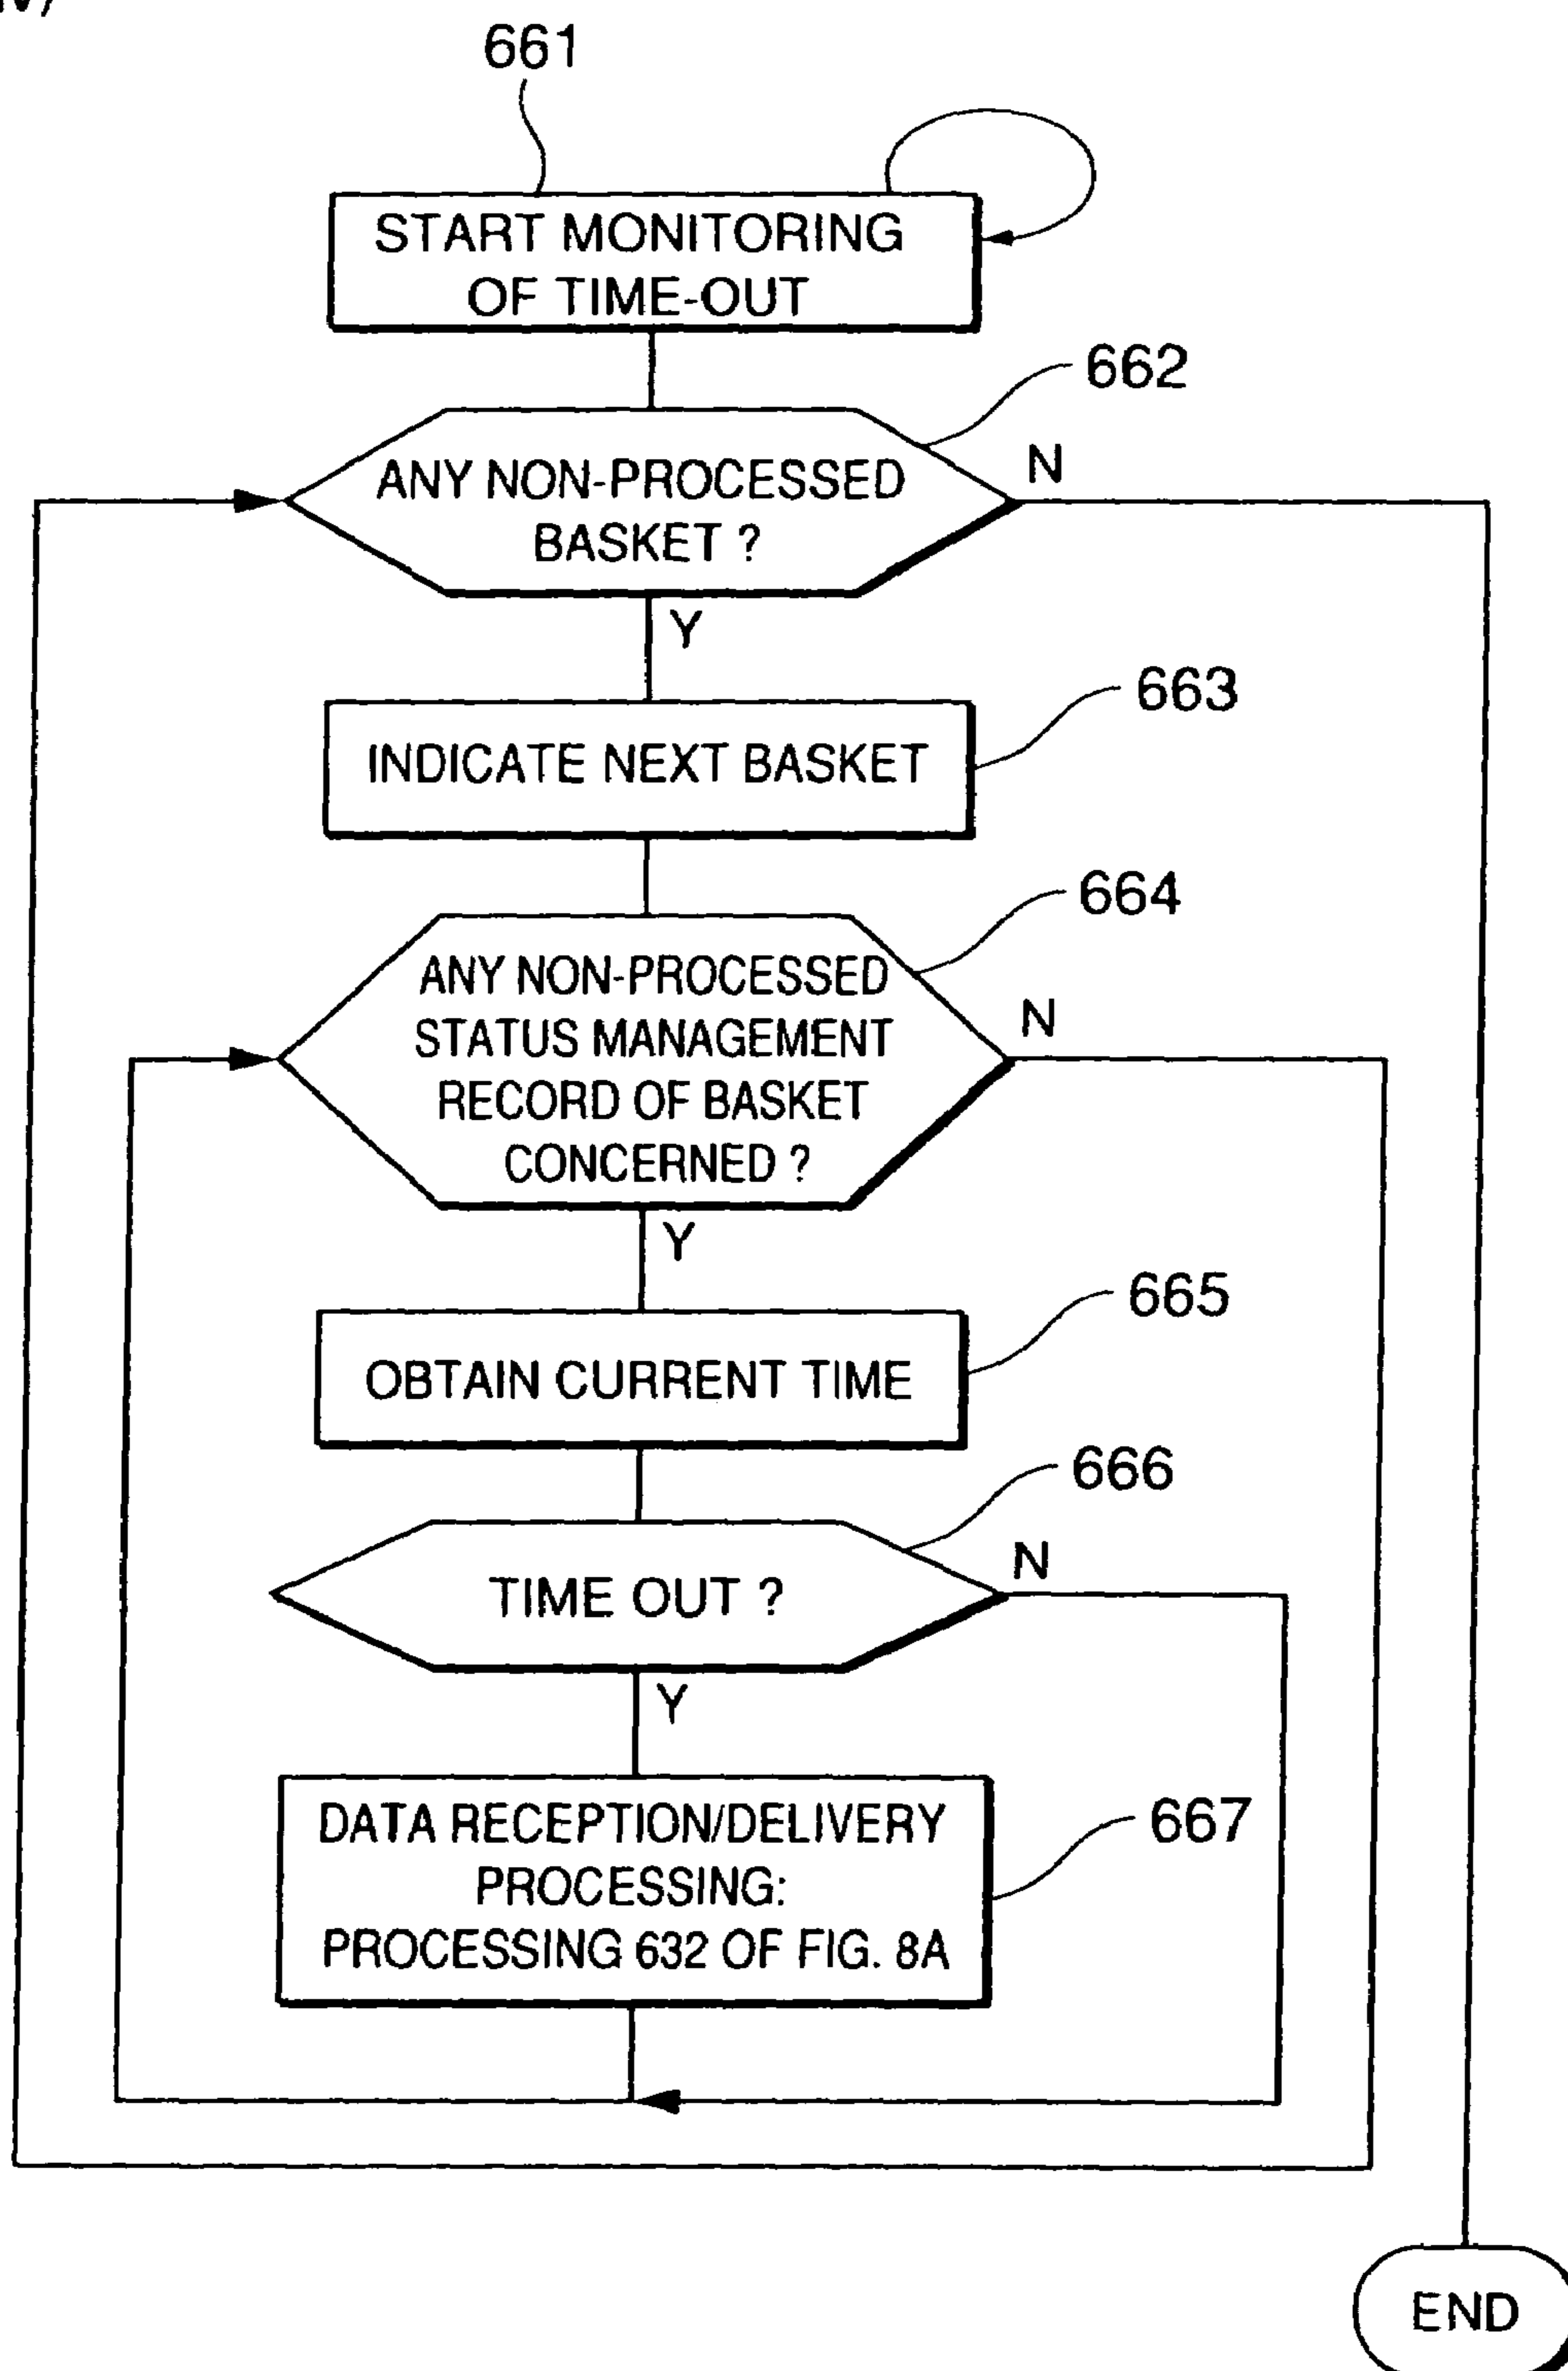 661
START MONITORING
OF TIME-OUT
662
ANY NON-PROCESSED
BASKET ?
N
Y
663
INDICATE NEXT BASKET
664
ANY NON-PROCESSED
STATUS MANAGEMENT
RECORD OF BASKET
CONCERNED ?
N
Y
665
OBTAIN CURRENT TIME
666
TIME OUT ?
N
Y
DATA RECEPTION/DELIVERY
PROCESSING:
PROCESSING 632 OF FIG. 8A
667
END